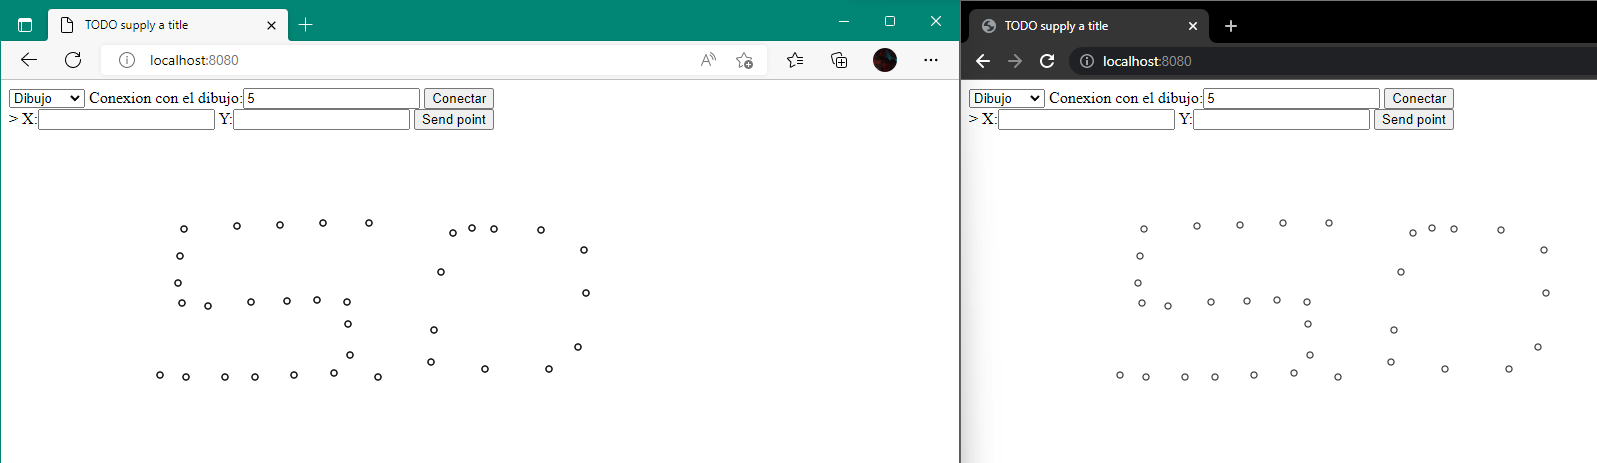 TODO supply a title
localhost:8080
Dibujo Conexion con el dibujo: 5 Conectar
> X: Y: Send point
TODO supply a title
localhost:8080
Dibujo Conexion con el dibujo: 5 Conectar
> X: Y: Send point